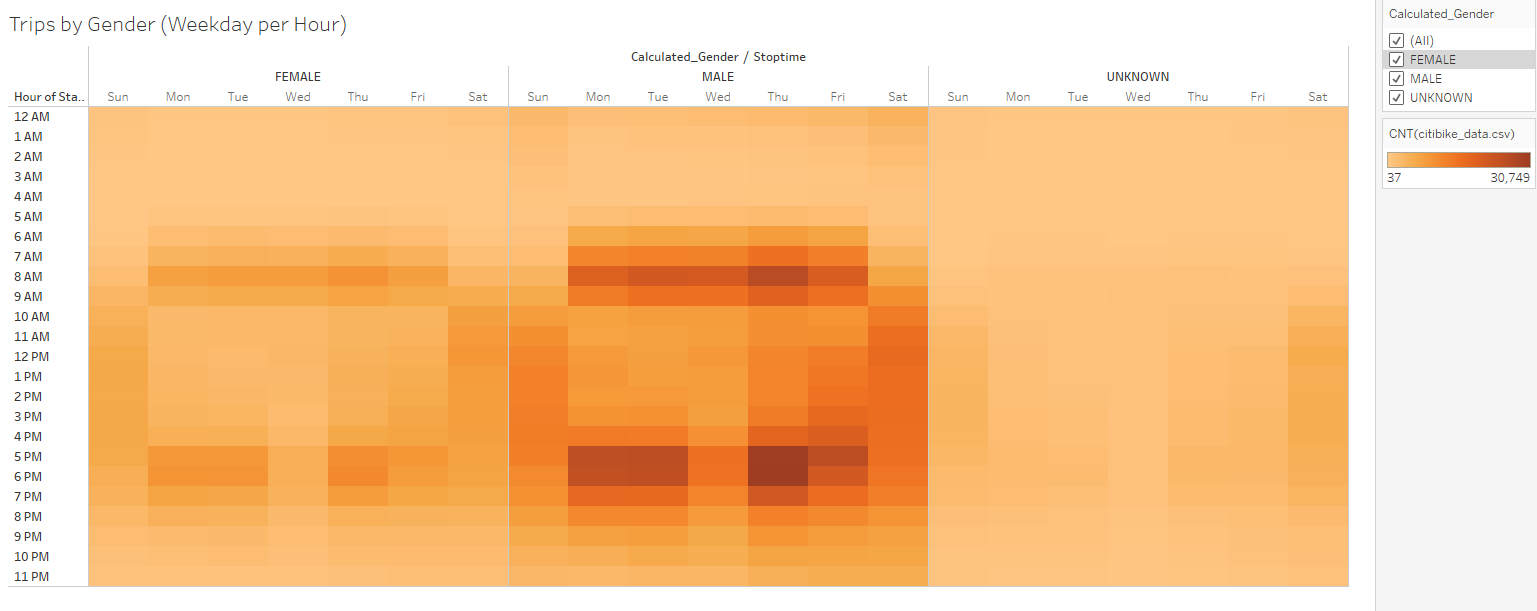 Trips by Gender (Weekday per Hour)
Calculated_Gender / Stoptime
FEMALE MALE UNKNOWN
Hour of Sta.. Sun Mon Tue Wed Thu Fri Sat Sun Mon Tue Wed Thu Fri Sat Sun Mon Tue Wed Thu Fri Sat
12 AM
1 AM
2 AM
3 AM
4 AM
5 AM
6 AM
7 AM
8 AM
9 AM
10 AM
11 AM
12 PM
1 PM
2 PM
3 PM
4 PM
5 PM
6 PM
7 PM
8 PM
9 PM
10 PM
11 PM
Calculated_Gender
(All)
FEMALE
MALE
UNKNOWN
CNT(citibike_data.csv)
37 30,749